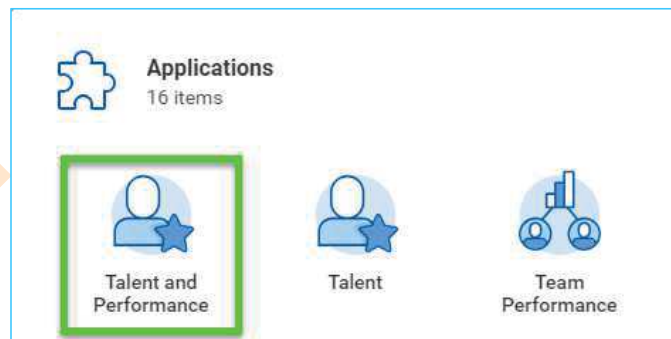 Applications
16 items
Talent and
Performance
Talent
Team
Performance